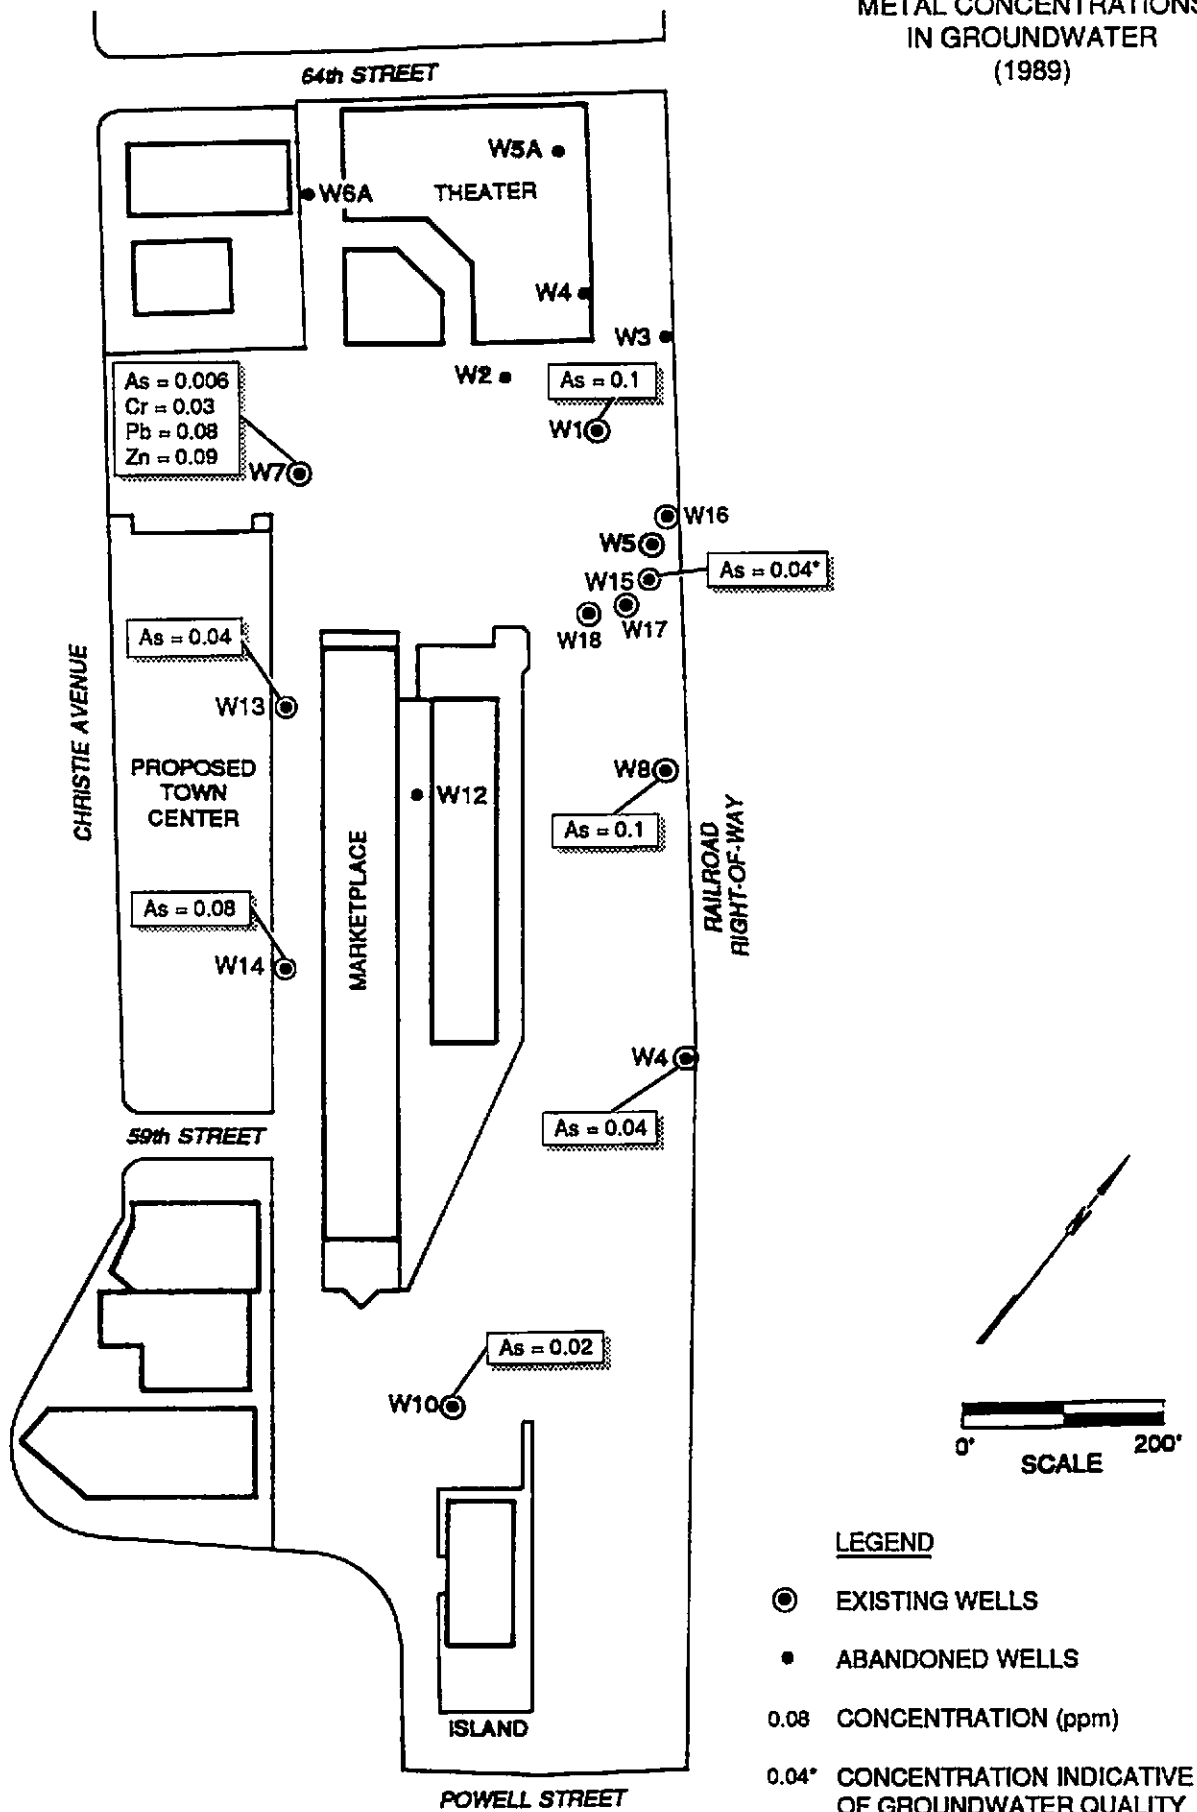 METAL CONCENTRATIONS
IN GROUNDWATER
(1989)
64th STREET
W5A
W6A
THEATER
W4
W3
W2
As = 0.1
As = 0.006
Cr = 0.03
Pb = 0.08
Zn = 0.09
W1
W7
W16
W5
W15
As = 0.04*
W17
W18
As = 0.04
W13
CHRISTIE AVENUE
PROPOSED
TOWN
CENTER
W12
W8
As = 0.1
RAILROAD
RIGHT-OF-WAY
MARKETPLACE
As = 0.08
W14
W4
As = 0.04
59th STREET
N
As = 0.02
W10
0' 200'
SCALE
LEGEND
EXISTING WELLS
ABANDONED WELLS
0.08 CONCENTRATION (ppm)
0.04* CONCENTRATION INDICATIVE
OF GROUNDWATER QUALITY
ISLAND
POWELL STREET